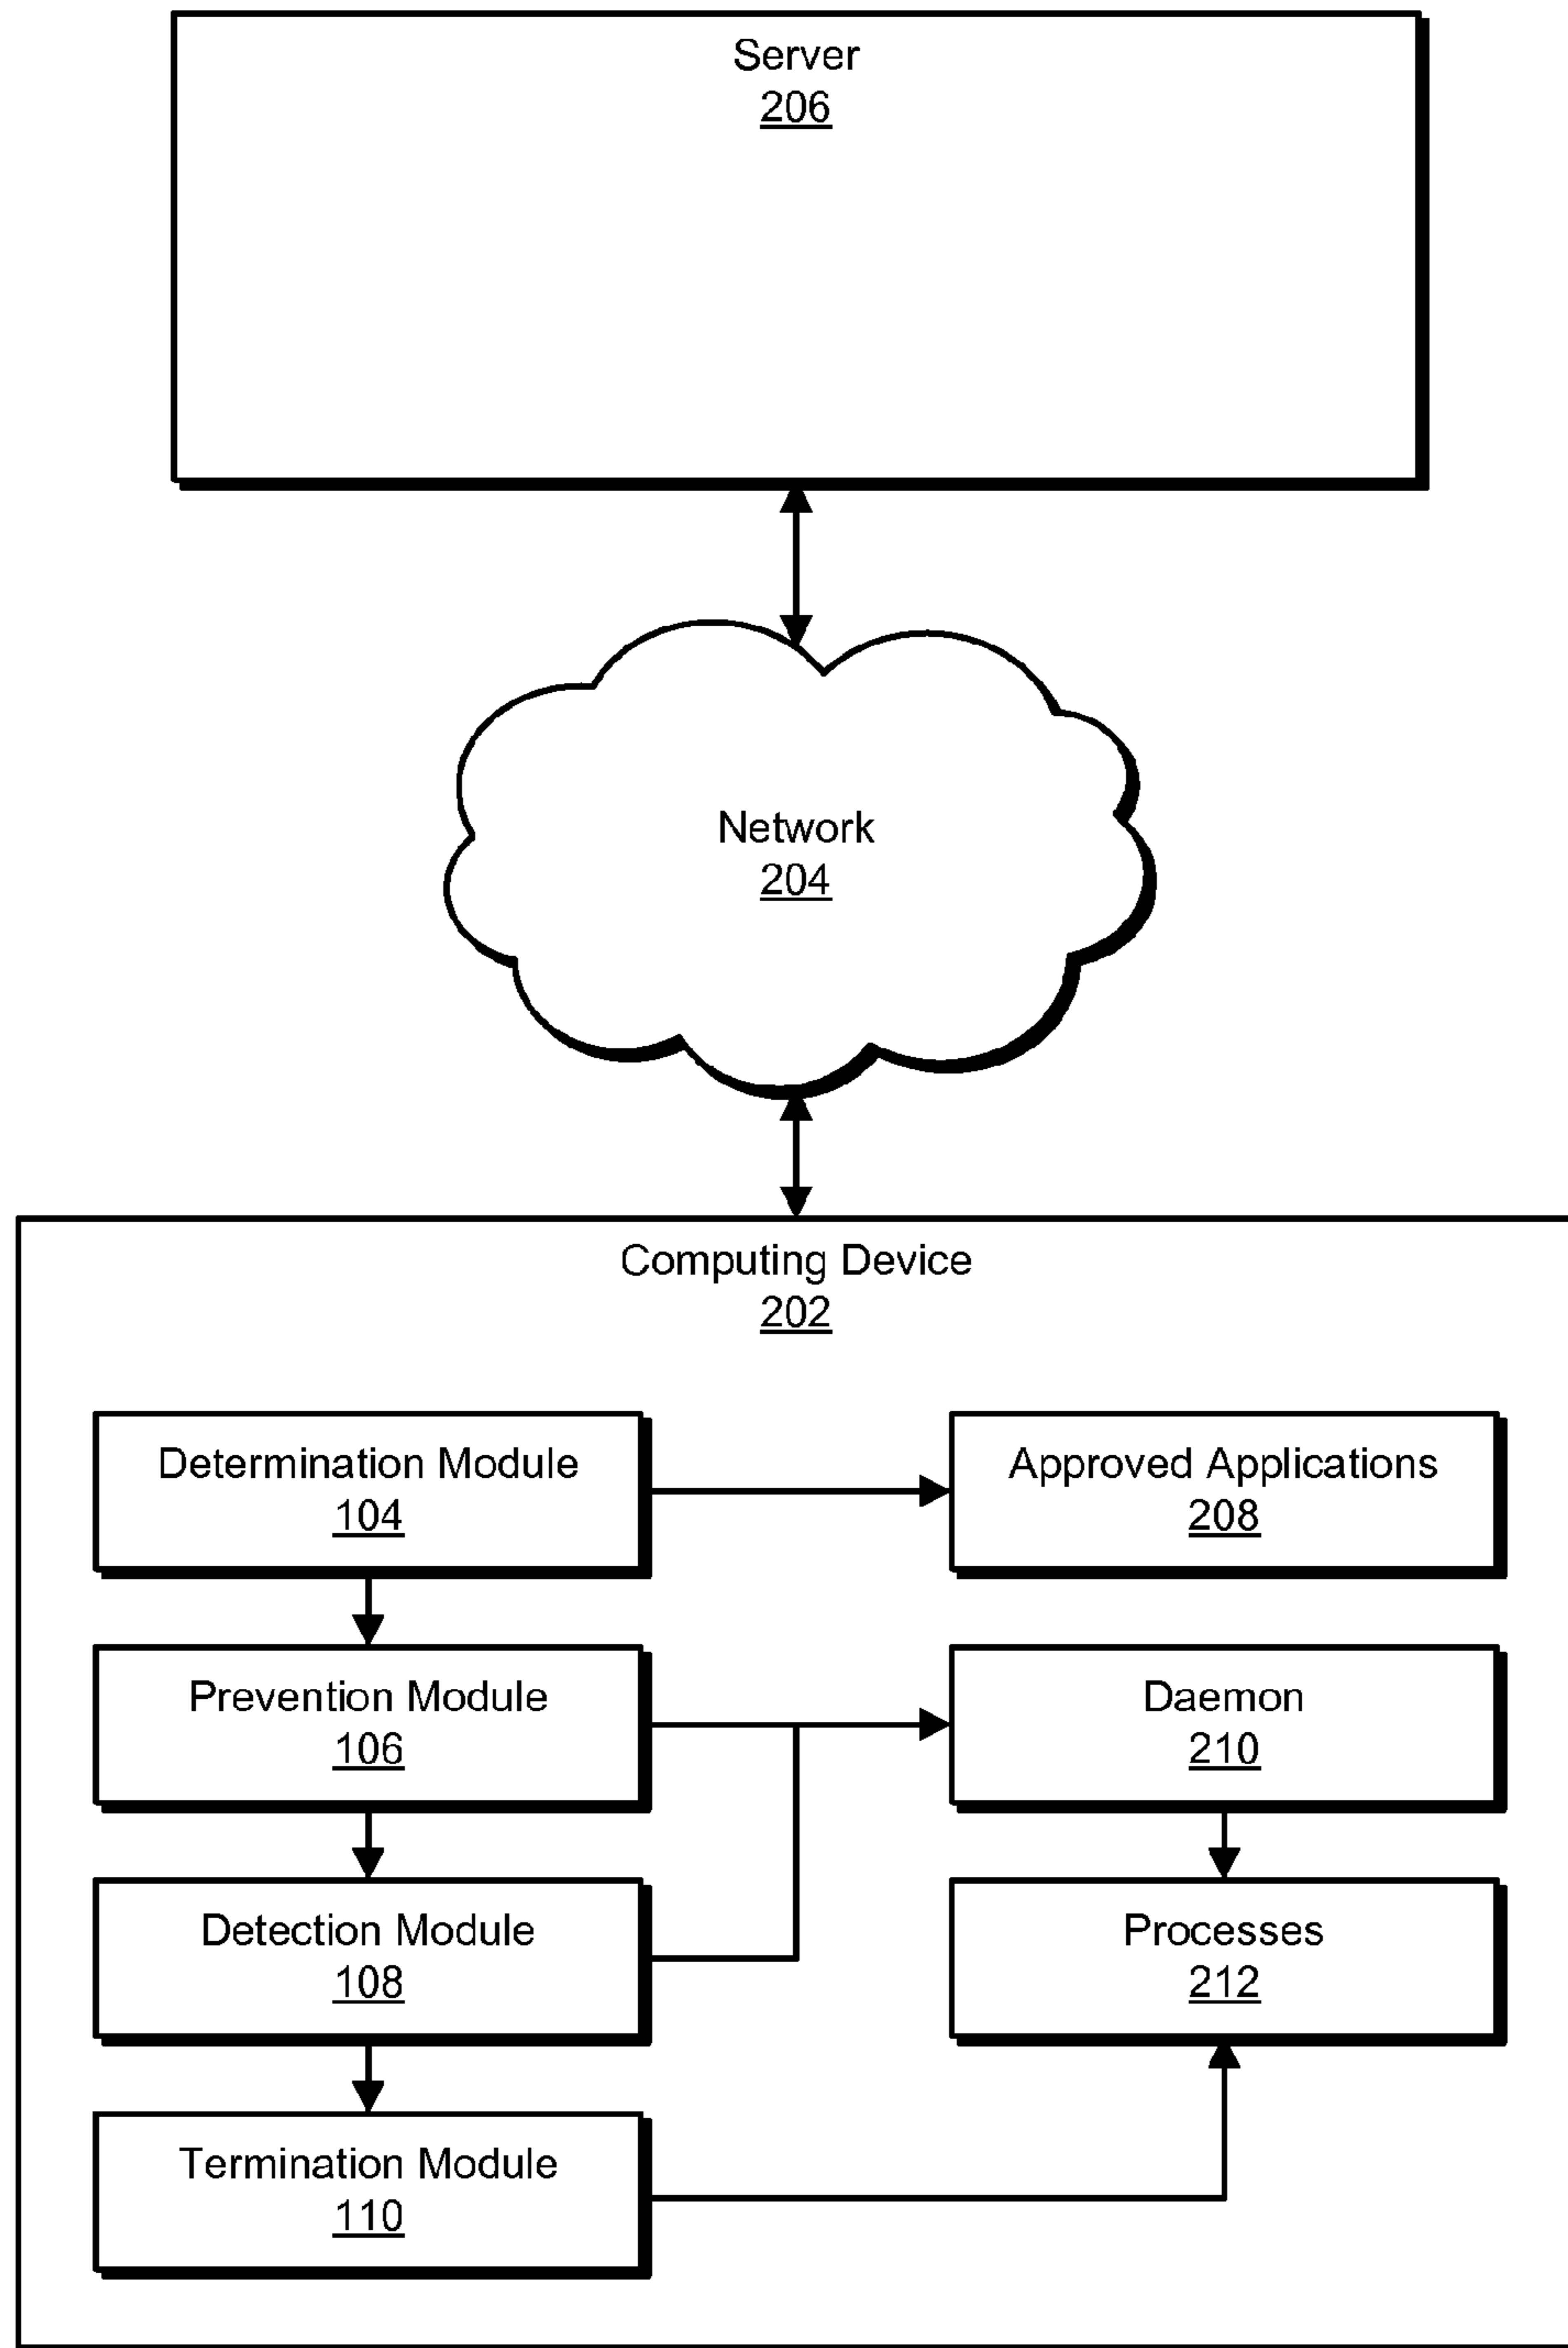 Server
206
Network
204
Computing Device
202
Determination Module
104
Approved Applications
208
Prevention Module
106
Daemon
210
Detection Module
108
Processes
212
Termination Module
110